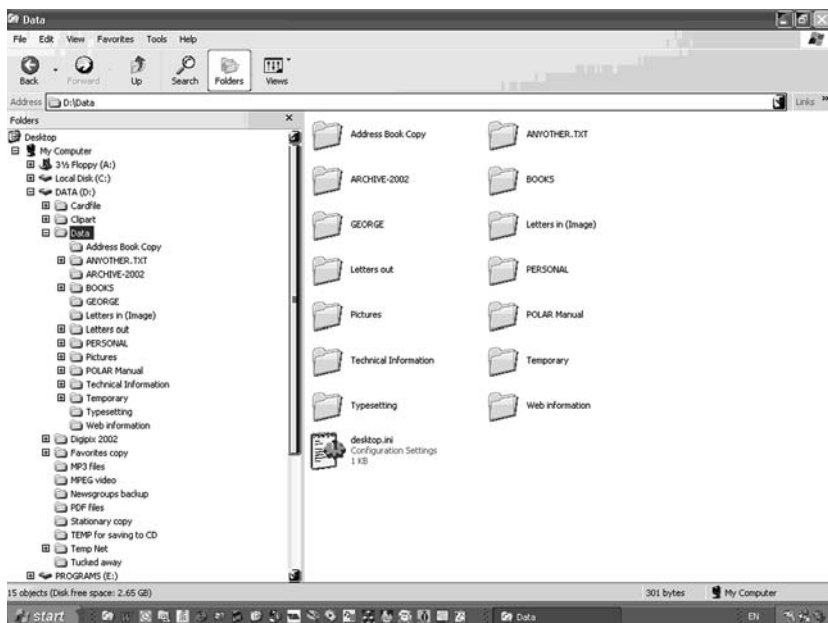 Data
File Edit View Favorites Tools Help
Back Forward Up Search Folders Views
Address D:\Data Links »
Folders ×
Desktop
My Computer
3½ Floppy (A:)
Local Disk (C:)
DATA (D:)
Cardfile
Clipart
Data
Address Book Copy
ANYOTHER.TXT
ARCHIVE-2002
BOOKS
GEORGE
Letters in (Image)
Letters out
PERSONAL
Pictures
POLAR Manual
Technical Information
Temporary
Typesetting
Web information
Digipix 2002
Favorites copy
MP3 files
MPEG video
Newsgroups backup
PDF files
Stationary copy
TEMP for saving to CD
Temp Net
Tucked away
PROGRAMS (E:)
Address Book Copy ANYOTHER.TXT
ARCHIVE-2002 BOOKS
GEORGE Letters in (Image)
Letters out PERSONAL
Pictures POLAR Manual
Technical Information Temporary
Typesetting Web information
desktop.ini
Configuration Settings
1 KB
15 objects (Disk free space: 2.65 GB) 301 bytes My Computer
start Data EN